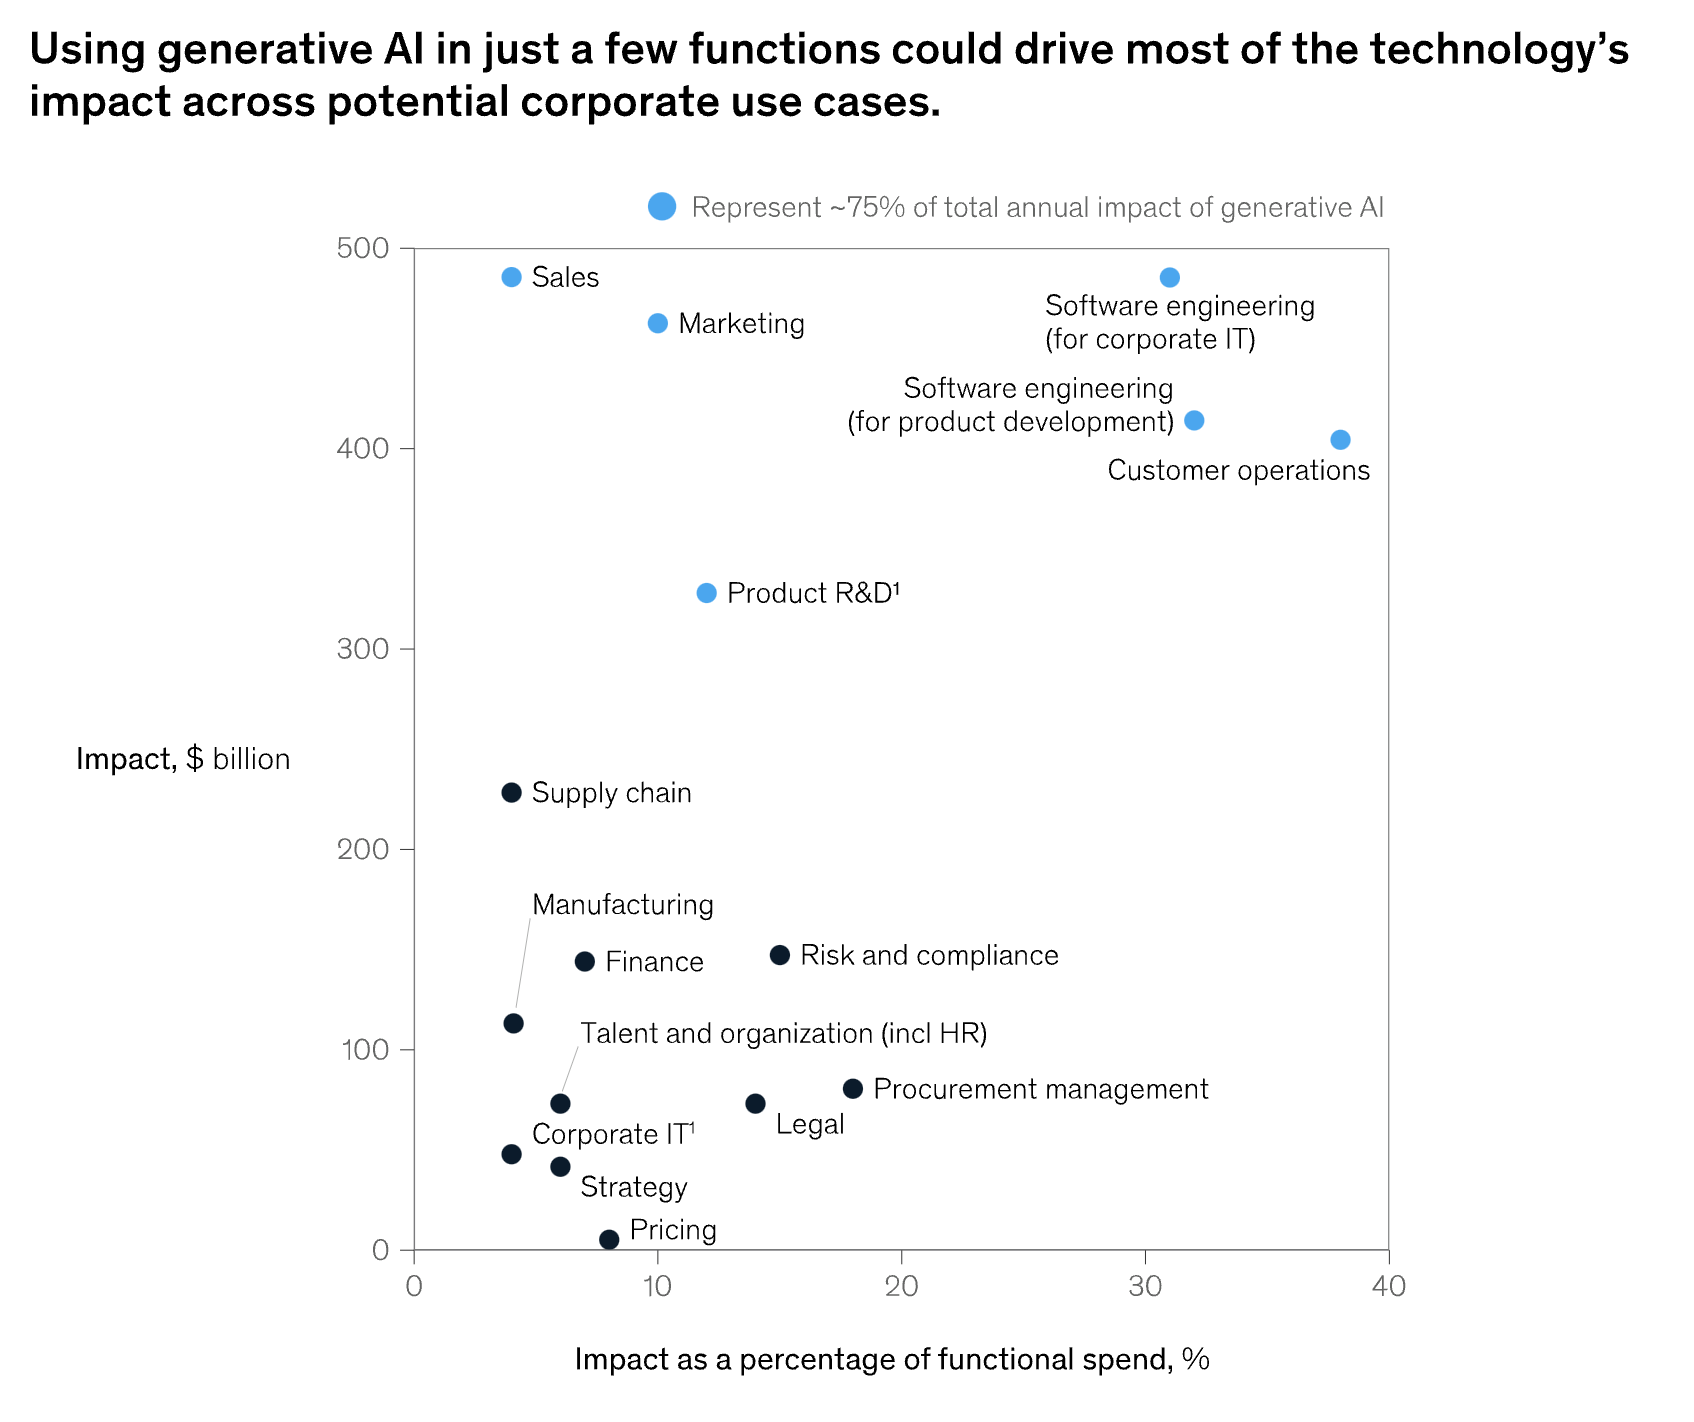 Using generative AI in just a few functions could drive most of the technology’s
impact across potential corporate use cases.
Represent ~75% of total annual impact of generative AI
500
Sales
Marketing
Software engineering
(for corporate IT)
Software engineering
(for product development)
400
Customer operations
Product R&D¹
300
Impact, $ billion
Supply chain
200
Manufacturing
Finance
Risk and compliance
Talent and organization (incl HR)
100
Procurement management
Legal
Corporate IT¹
Strategy
Pricing
0
0
10
20
30
40
Impact as a percentage of functional spend, %